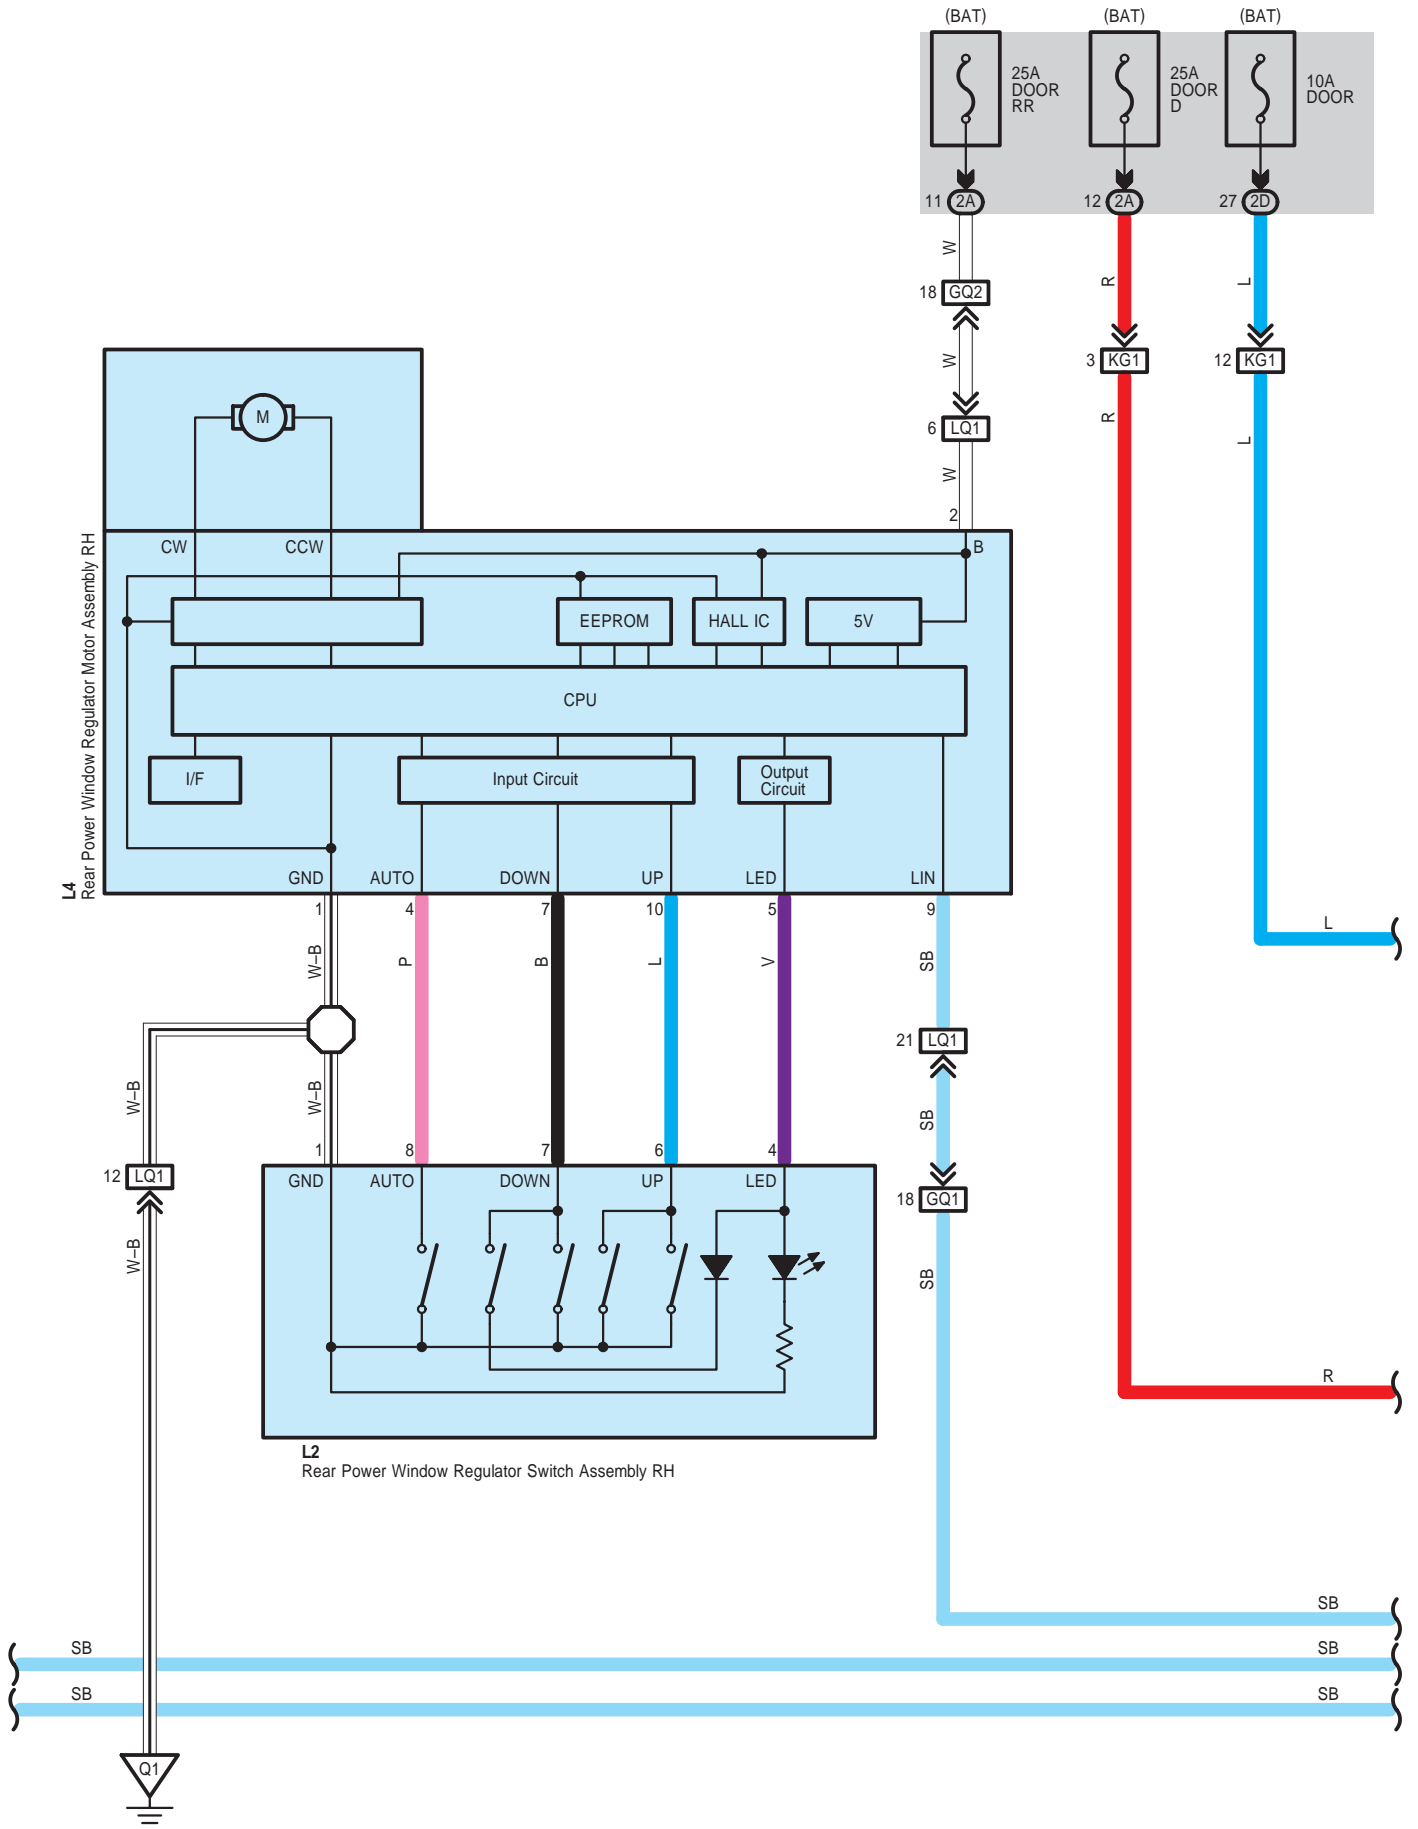 (BAT) (BAT) (BAT)
25A
DOOR
RR
25A
DOOR
D
10A
DOOR
11 2A 12 2A 27 2D
W R L
18 GQ2
W
3 KG1 12 KG1
6 LQ1
R L
W
2
M
L4
Rear Power Window Regulator Motor Assembly RH
CW CCW B
EEPROM HALL IC 5V
CPU
I/F Input Circuit
Output
Circuit
GND AUTO DOWN UP LED LIN
1 4 7 10 5 9
W–B P B L V SB
L
21 LQ1
W–B W–B SB
1 8 7 6 4
12 LQ1
18 GQ1
GND AUTO DOWN UP LED
W–B SB
R
L2
Rear Power Window Regulator Switch Assembly RH
SB
SB SB
SB SB
Q1